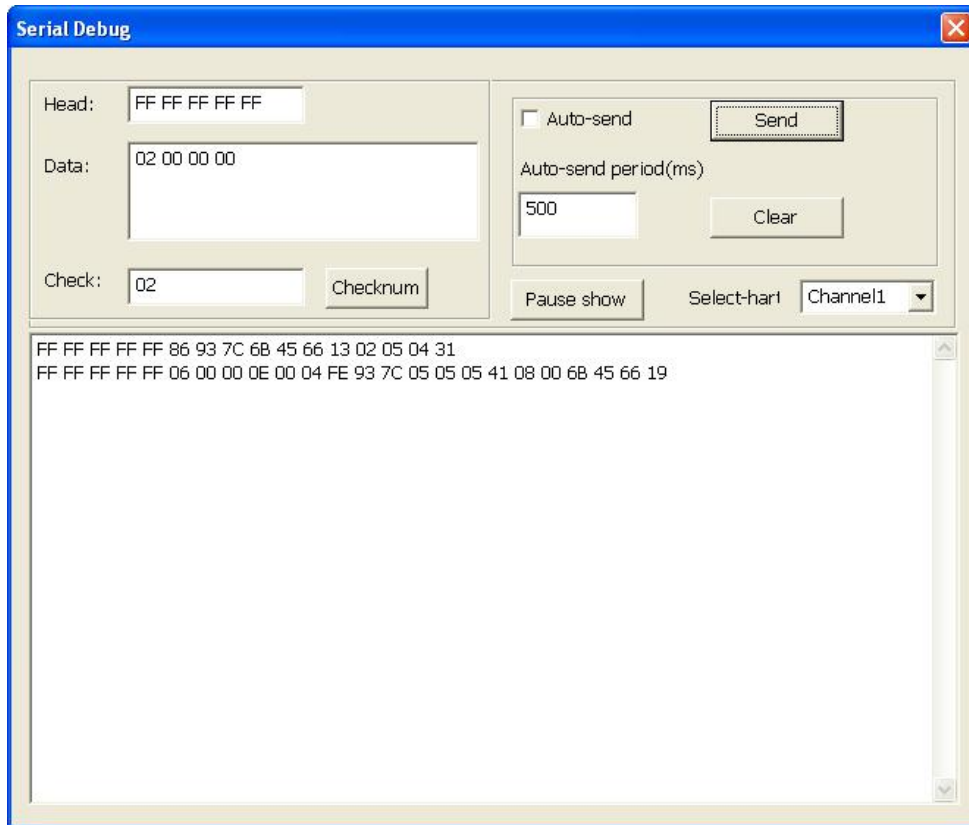 Serial Debug
Head:
FF FF FF FF FF
Data:
02 00 00 00
Check:
02
Checknum
Auto-send
Send
Auto-send period(ms)
500
Clear
Pause show
Select-hart
Channel1
FF FF FF FF FF 86 93 7C 6B 45 66 13 02 05 04 31
FF FF FF FF FF 06 00 00 0E 00 04 FE 93 7C 05 05 05 41 08 00 6B 45 66 19